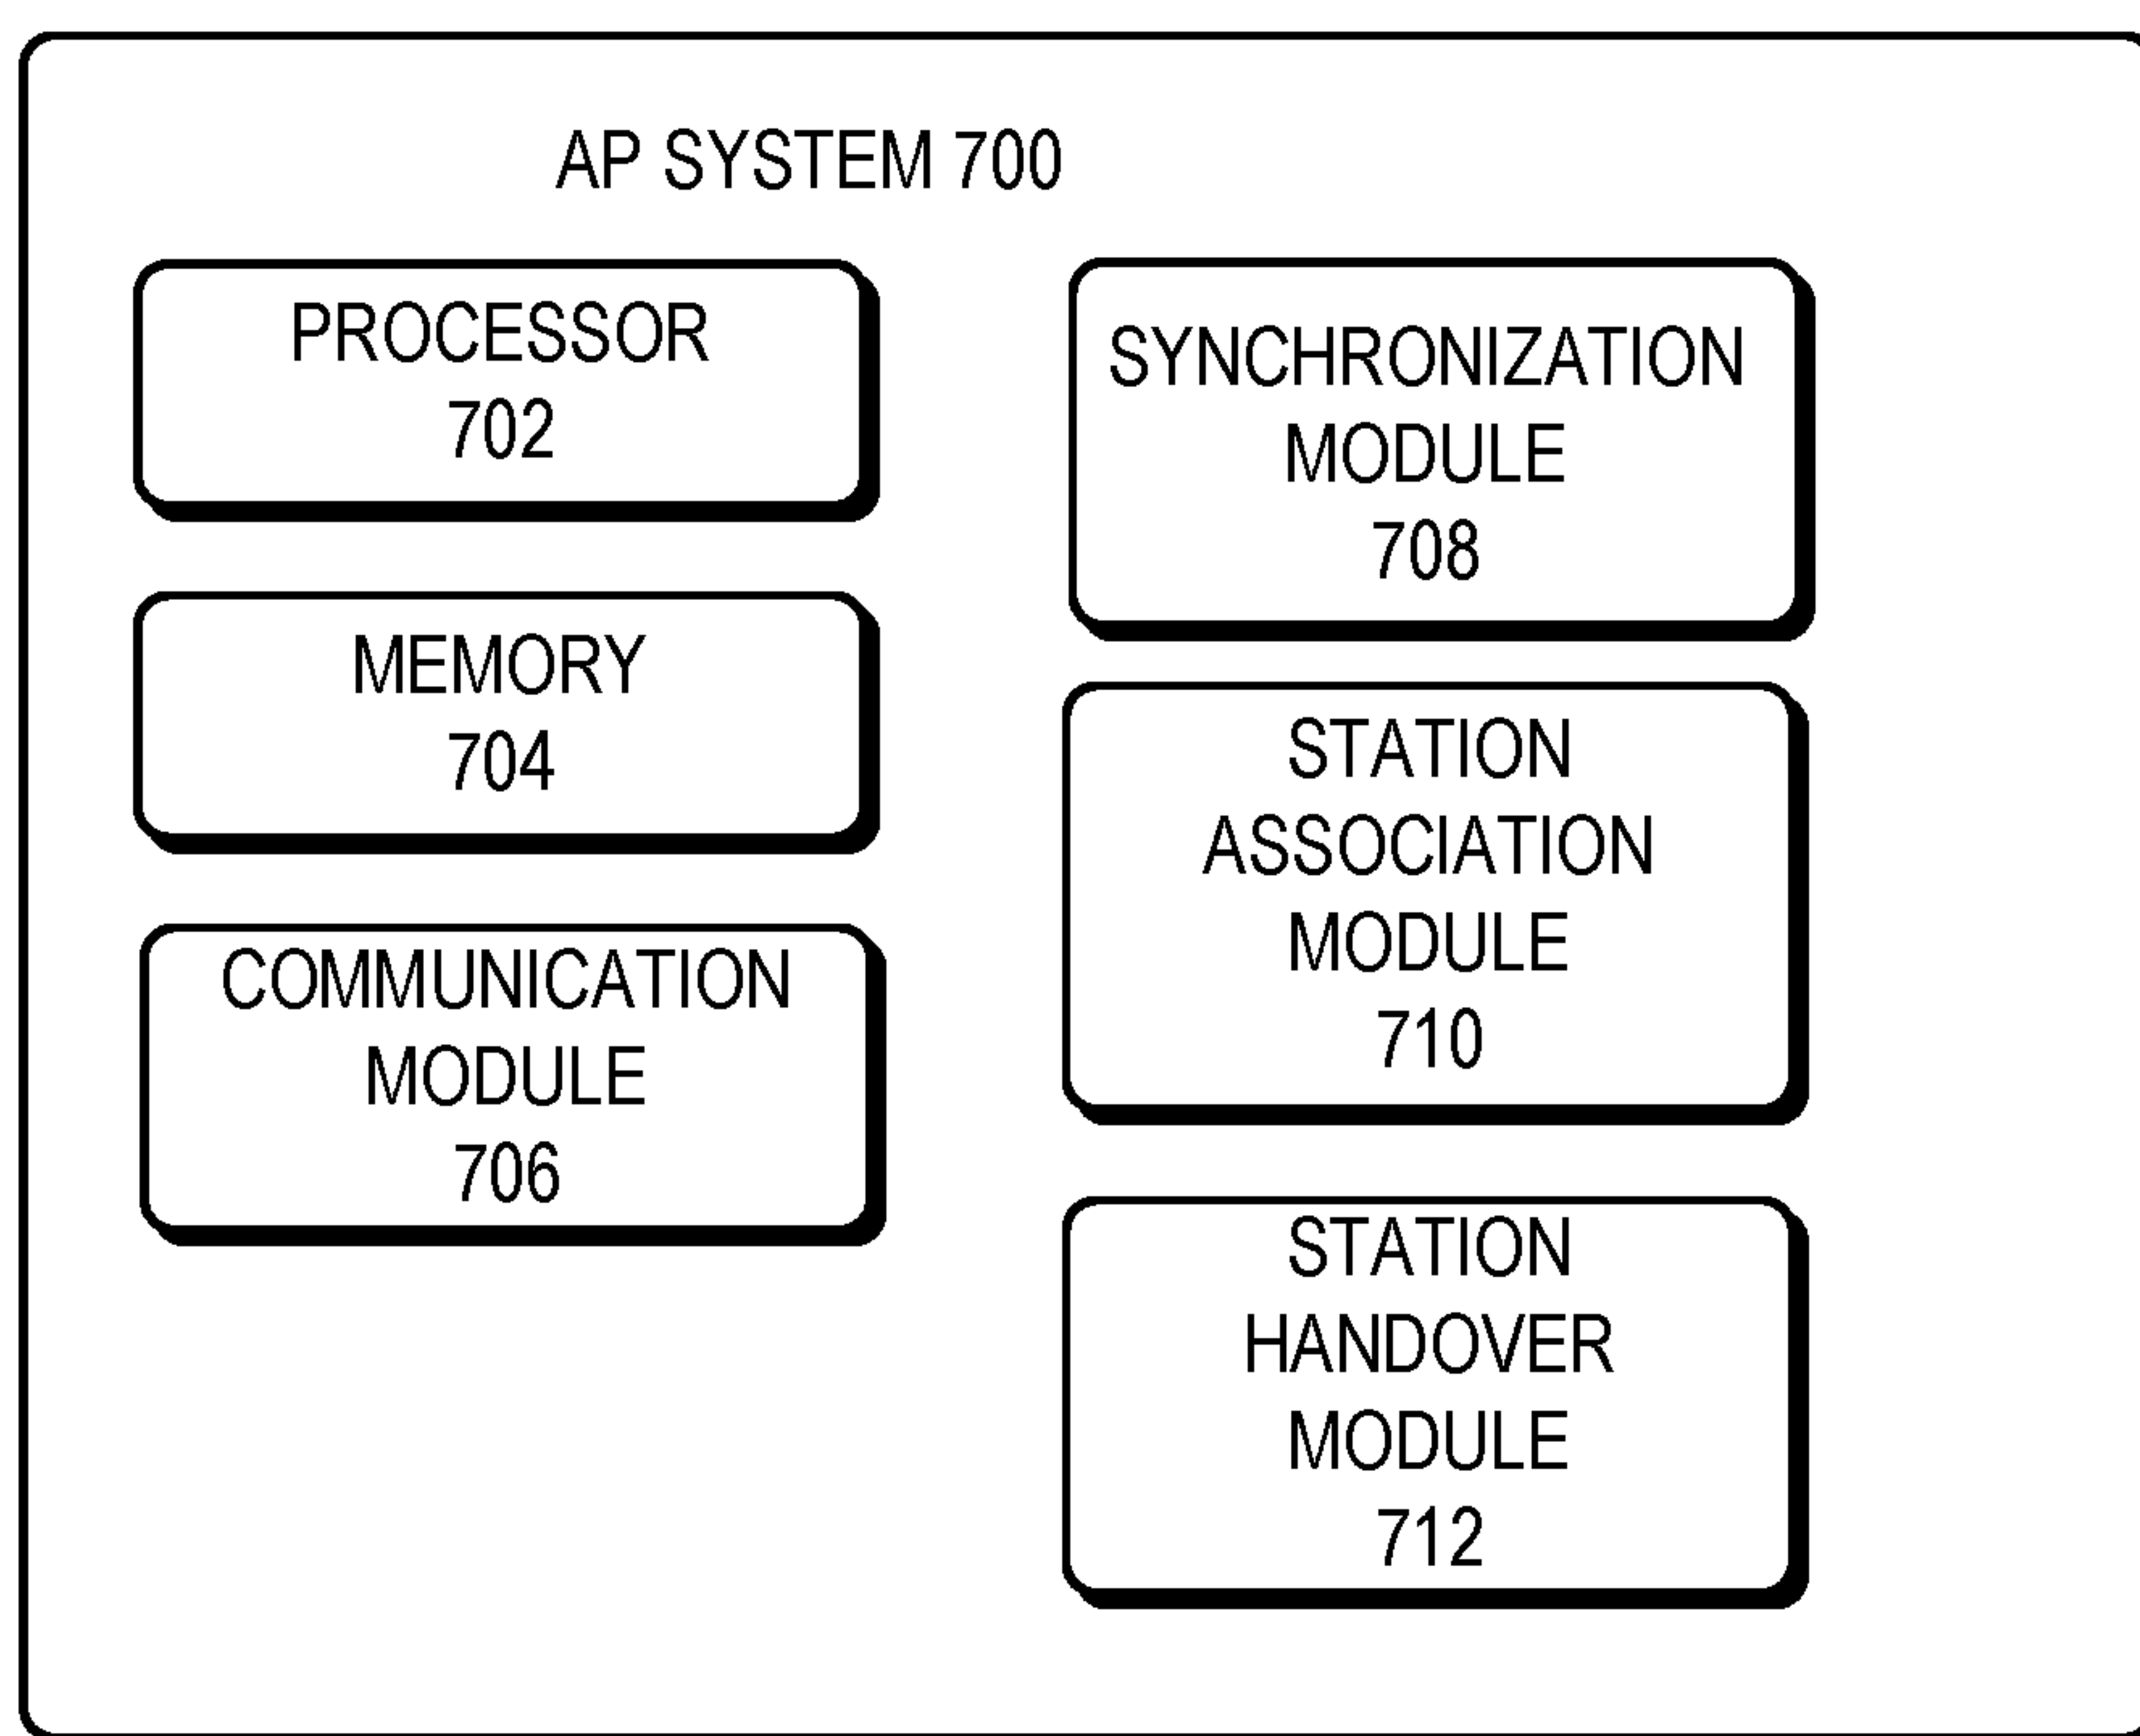 AP SYSTEM 700
PROCESSOR
702
MEMORY
704
COMMUNICATION
MODULE
706
SYNCHRONIZATION
MODULE
708
STATION
ASSOCIATION
MODULE
710
STATION
HANDOVER
MODULE
712